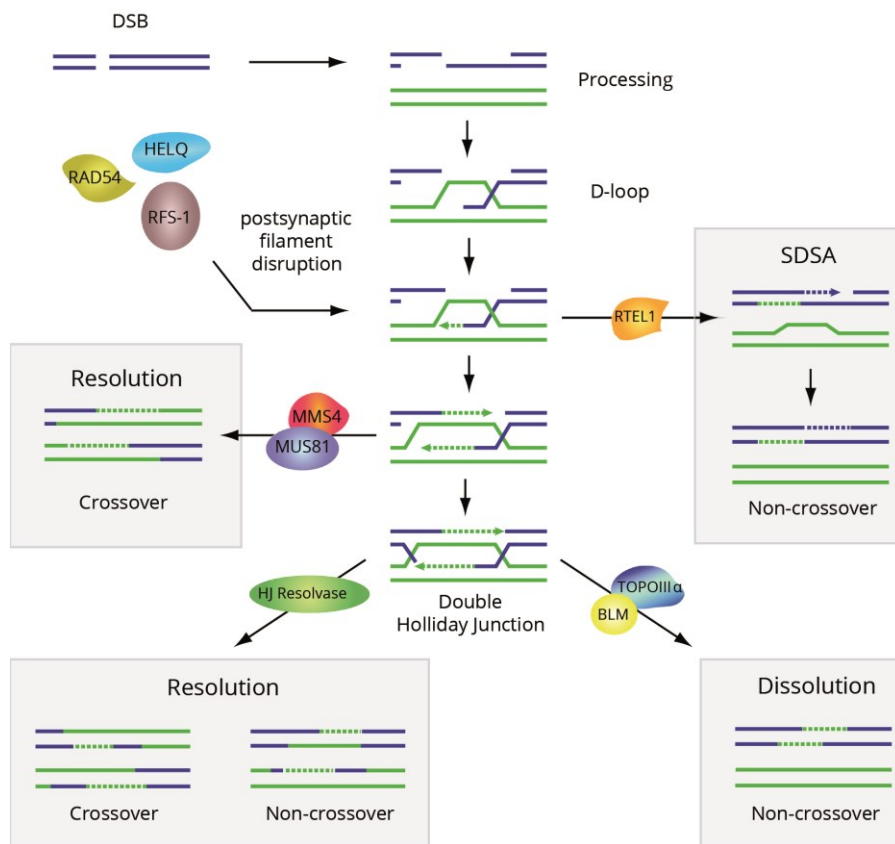 DSB
Processing
HELQ
RAD54
RFS-1
D-loop
postsynaptic
filament
disruption
SDSA
RTEL1
Resolution
MMS4
MUS81
Crossover
Non-crossover
HJ Resolvase
Double
Holliday Junction
TOPOIII α
BLM
Resolution
Crossover
Non-crossover
Dissolution
Non-crossover